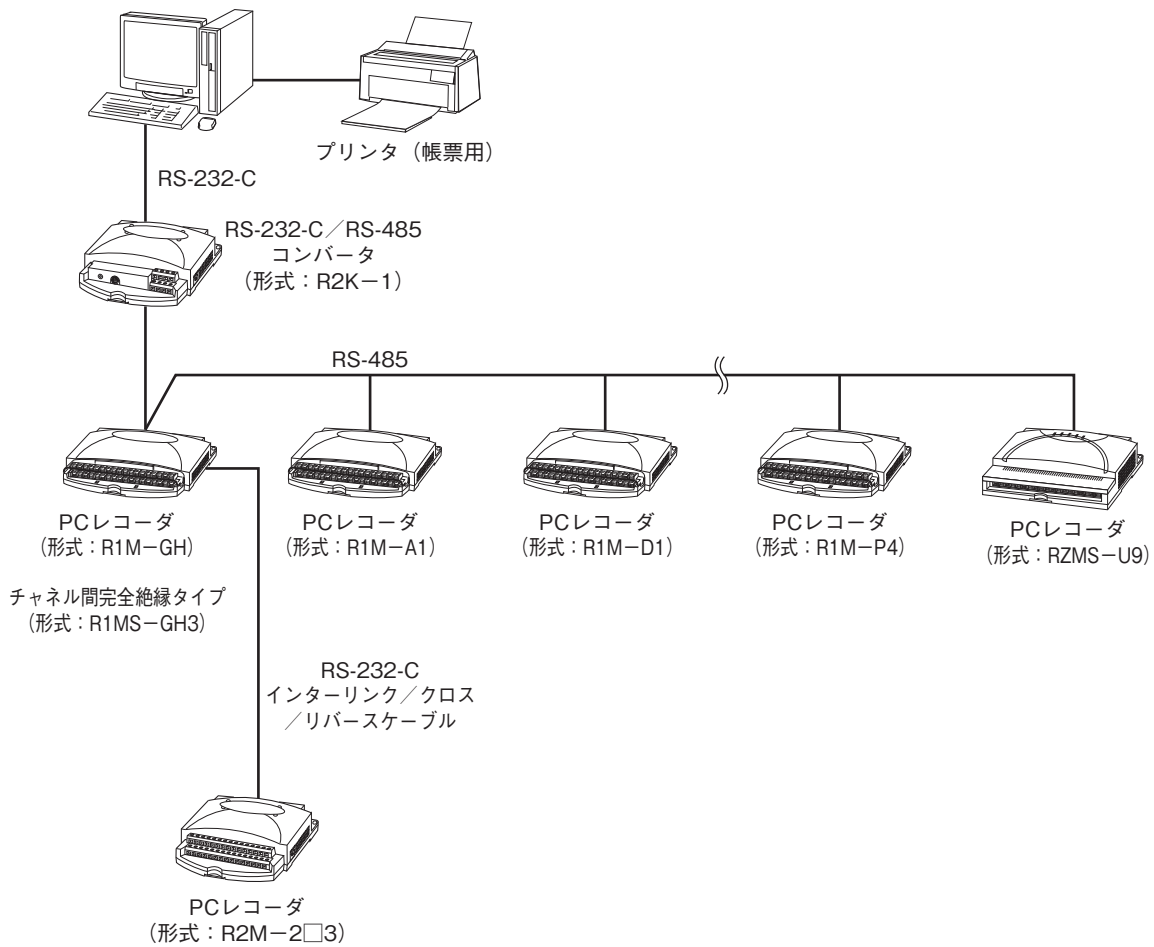 プリンタ（帳票用）
RS-232-C
RS-232-C／RS-485
コンバータ
（形式：R2K－1）
RS-485
PCレコーダ
（形式：R1M－GH）
PCレコーダ
（形式：R1M－A1）
PCレコーダ
（形式：R1M－D1）
PCレコーダ
（形式：R1M－P4）
PCレコーダ
（形式：RZMS－U9）
チャネル間完全絶縁タイプ
（形式：R1MS－GH3）
RS-232-C
インターリンク／クロス
／リバースケーブル
PCレコーダ
（形式：R2M－2□3）